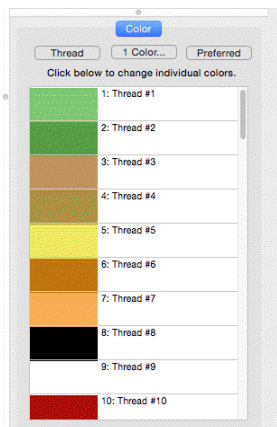 Color
Thread 1 Color... Preferred
Click below to change individual colors.
1: Thread #1
2: Thread #2
3: Thread #3
4: Thread #4
5: Thread #5
6: Thread #6
7: Thread #7
8: Thread #8
9: Thread #9
10: Thread #10